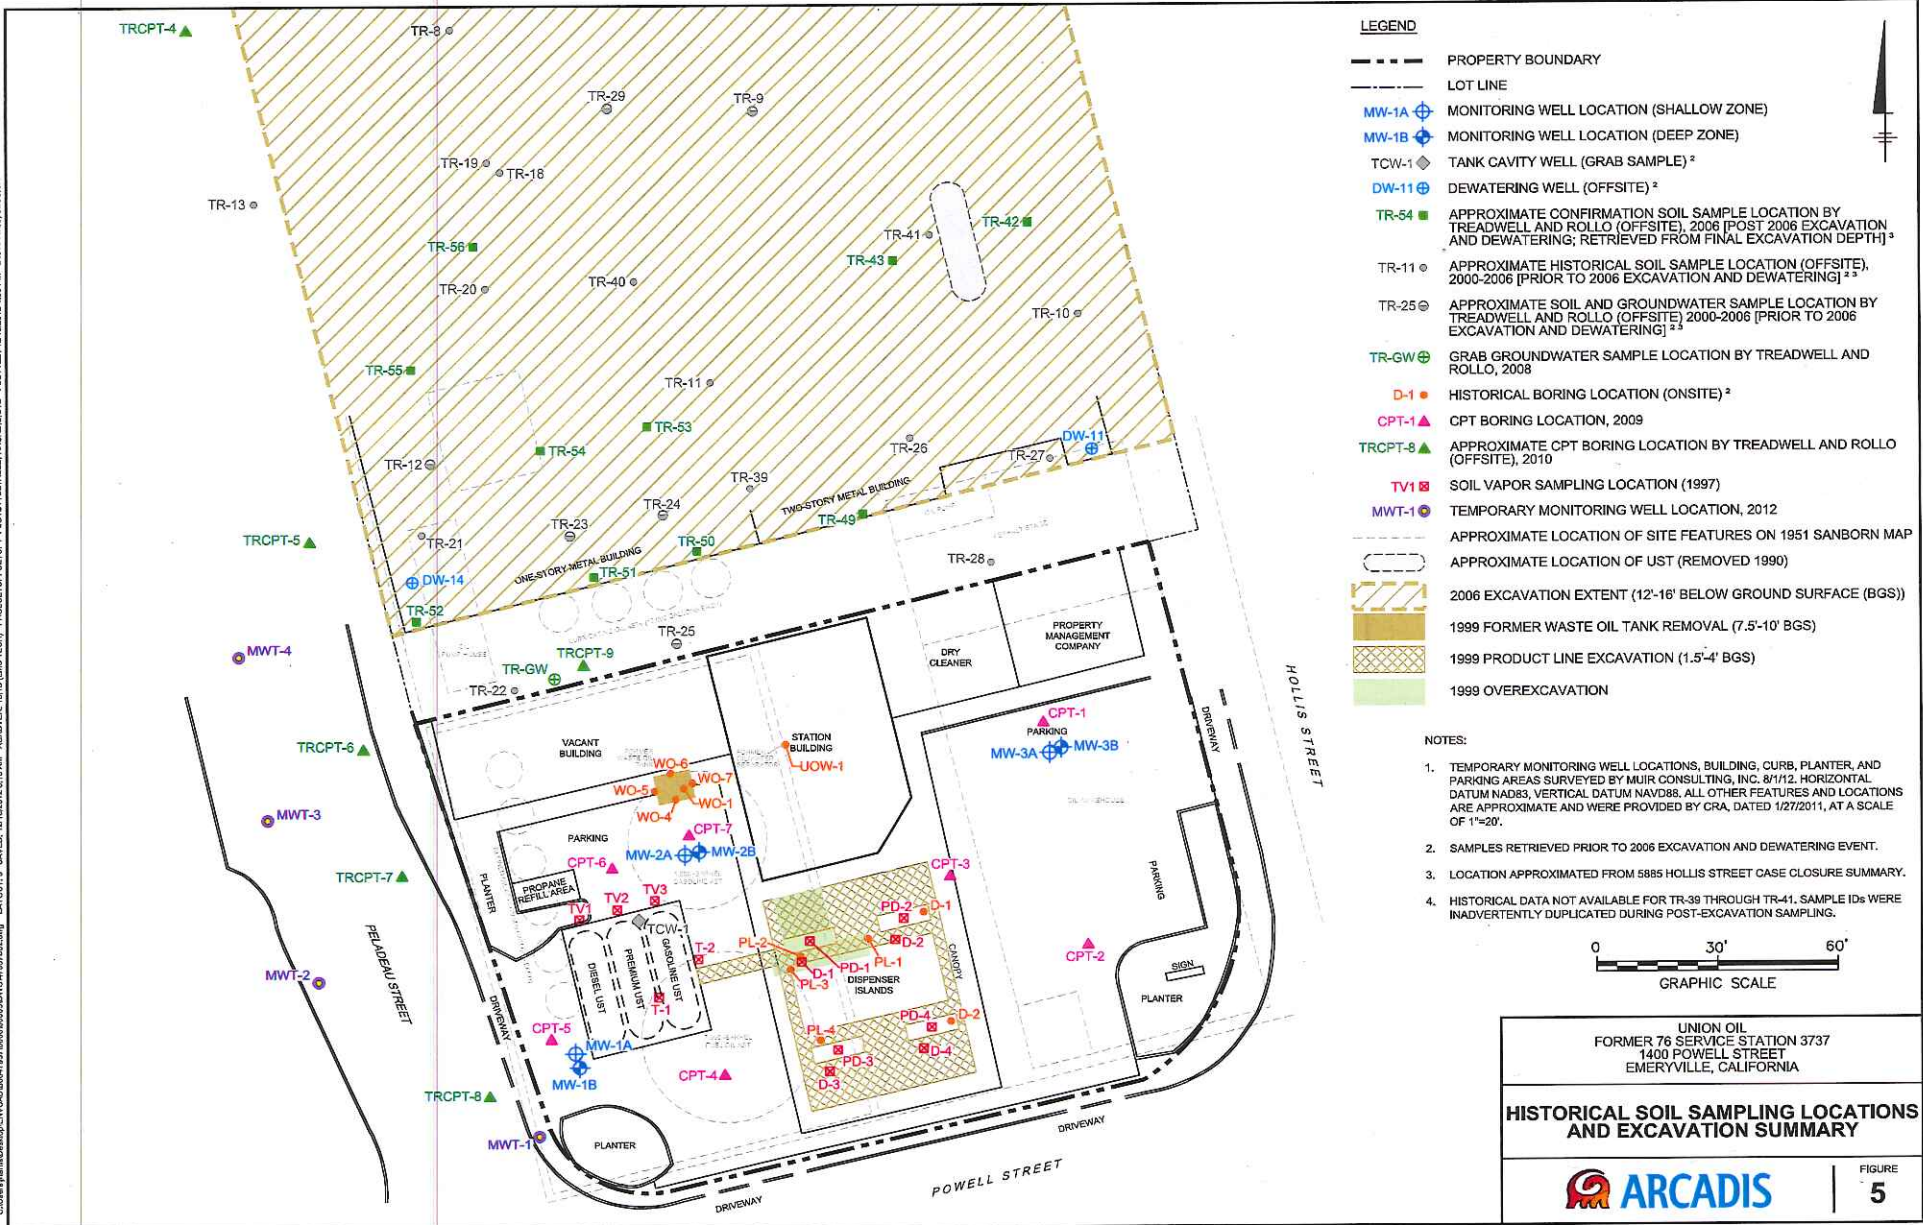 TRCPT-4
TR-8
TR-29
TR-9
TR-19
TR-18
TR-13
TR-56
TR-41
TR-42
TR-43
TR-20
TR-40
TR-10
TR-55
TR-11
TR-53
TR-54
TR-26
DW-11
TR-27
TR-12
TR-39
TWO-STORY METAL BUILDING
TR-24
TR-49
TR-23
TR-21
TR-50
TRCPT-5
ONE-STORY METAL BUILDING
TR-28
DW-14
TR-51
TR-52
TR-25
MWT-4
TRCPT-9
TR-GW
TR-22
DRY
CLEANER
PROPERTY
MANAGEMENT
COMPANY
HOLLIS STREET
DRIVEWAY
CPT-1
PARKING
MW-3A
MW-3B
TRCPT-6
VACANT
BUILDING
STATION
BUILDING
UOW-1
WO-6
WO-7
WO-5
WO-1
WO-4
MWT-3
PARKING
CPT-7
MW-2A
MW-2B
CPT-6
CPT-3
PARKING
TRCPT-7
PLANTER
PROPANE
REFILL AREA
TV1
TV2
TV3
TCW-1
PD-2
D-1
D-2
T-2
PL-2
PL-1
PD-1
D-1
PL-3
DISPENSER
ISLANDS
CANOPY
CPT-2
PELADEAU STREET
DIESEL UST
PREMIUM UST
GASOLINE UST
T-1
MWT-2
DRIVEWAY
SIGN
PLANTER
CPT-5
MW-1A
MW-1B
PL-4
PD-4
D-2
PD-3
D-4
D-3
CPT-4
TRCPT-8
MWT-1
PLANTER
DRIVEWAY
DRIVEWAY
POWELL STREET
LEGEND
PROPERTY BOUNDARY
LOT LINE
MW-1A MONITORING WELL LOCATION (SHALLOW ZONE)
MW-1B MONITORING WELL LOCATION (DEEP ZONE)
TCW-1 TANK CAVITY WELL (GRAB SAMPLE) ²
DW-11 DEWATERING WELL (OFFSITE) ²
TR-54 APPROXIMATE CONFIRMATION SOIL SAMPLE LOCATION BY
TREADWELL AND ROLLO (OFFSITE), 2006 [POST 2006 EXCAVATION
AND DEWATERING; RETRIEVED FROM FINAL EXCAVATION DEPTH] ³
TR-11 APPROXIMATE HISTORICAL SOIL SAMPLE LOCATION (OFFSITE),
2000-2006 [PRIOR TO 2006 EXCAVATION AND DEWATERING] ² ³
TR-25 APPROXIMATE SOIL AND GROUNDWATER SAMPLE LOCATION BY
TREADWELL AND ROLLO (OFFSITE) 2000-2006 [PRIOR TO 2006
EXCAVATION AND DEWATERING] ² ³
TR-GW GRAB GROUNDWATER SAMPLE LOCATION BY TREADWELL AND
ROLLO, 2008
D-1 HISTORICAL BORING LOCATION (ONSITE) ²
CPT-1 CPT BORING LOCATION, 2009
TRCPT-8 APPROXIMATE CPT BORING LOCATION BY TREADWELL AND ROLLO
(OFFSITE), 2010
TV1 SOIL VAPOR SAMPLING LOCATION (1997)
MWT-1 TEMPORARY MONITORING WELL LOCATION, 2012
APPROXIMATE LOCATION OF SITE FEATURES ON 1951 SANBORN MAP
APPROXIMATE LOCATION OF UST (REMOVED 1990)
2006 EXCAVATION EXTENT (12'-16' BELOW GROUND SURFACE (BGS))
1999 FORMER WASTE OIL TANK REMOVAL (7.5'-10' BGS)
1999 PRODUCT LINE EXCAVATION (1.5'-4' BGS)
1999 OVEREXCAVATION
NOTES:
1. TEMPORARY MONITORING WELL LOCATIONS, BUILDING, CURB, PLANTER, AND
PARKING AREAS SURVEYED BY MUIR CONSULTING, INC. 8/1/12. HORIZONTAL
DATUM NAD83, VERTICAL DATUM NAVD88. ALL OTHER FEATURES AND LOCATIONS
ARE APPROXIMATE AND WERE PROVIDED BY CRA, DATED 1/27/2011, AT A SCALE
OF 1"=20'.
2. SAMPLES RETRIEVED PRIOR TO 2006 EXCAVATION AND DEWATERING EVENT.
3. LOCATION APPROXIMATED FROM 5885 HOLLIS STREET CASE CLOSURE SUMMARY.
4. HISTORICAL DATA NOT AVAILABLE FOR TR-39 THROUGH TR-41. SAMPLE IDs WERE
INADVERTENTLY DUPLICATED DURING POST-EXCAVATION SAMPLING.
0 30' 60'
GRAPHIC SCALE
UNION OIL
FORMER 76 SERVICE STATION 3737
1400 POWELL STREET
EMERYVILLE, CALIFORNIA
HISTORICAL SOIL SAMPLING LOCATIONS
AND EXCAVATION SUMMARY
ARCADIS
FIGURE
5